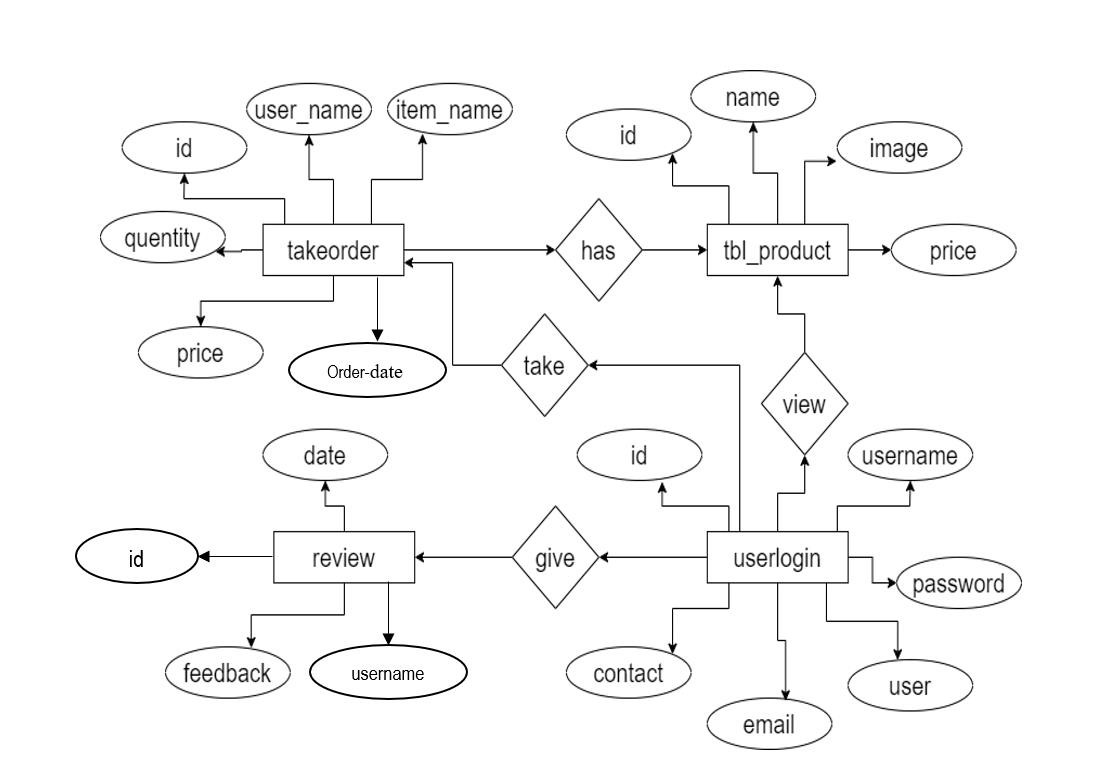 name
user_name
item_name
id
id
image
quentity
takeorder
has
tbl_product
price
price
Order-date
take
view
date
id
username
id
review
give
userlogin
password
feedback
username
contact
user
email